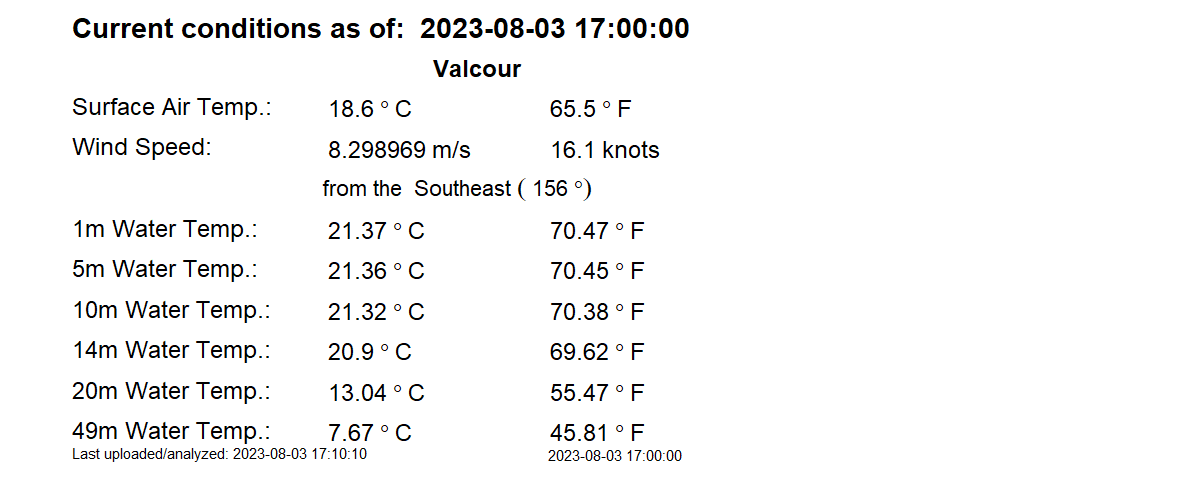 Current conditions as of:  2023-08-03 17:00:00
Valcour
Surface Air Temp.: 18.6 ° C 65.5 ° F
Wind Speed: 8.298969 m/s 16.1 knots
from the  Southeast ( 156 °)
1m Water Temp.: 21.37 ° C 70.47 ° F
5m Water Temp.: 21.36 ° C 70.45 ° F
10m Water Temp.: 21.32 ° C 70.38 ° F
14m Water Temp.: 20.9 ° C 69.62 ° F
20m Water Temp.: 13.04 ° C 55.47 ° F
49m Water Temp.: 7.67 ° C 45.81 ° F
Last uploaded/analyzed: 2023-08-03 17:10:10 2023-08-03 17:00:00